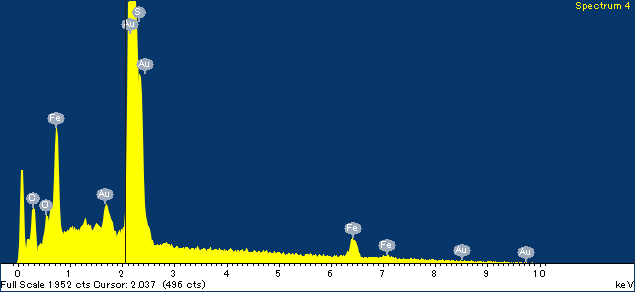 Spectrum 4
S
Au
Au
Fe
Au
O
O
Fe
Fe
Au
Au
0 1 2 3 4 5 6 7 8 9 10
Full Scale 1952 cts Cursor: 2.037 (496 cts) keV